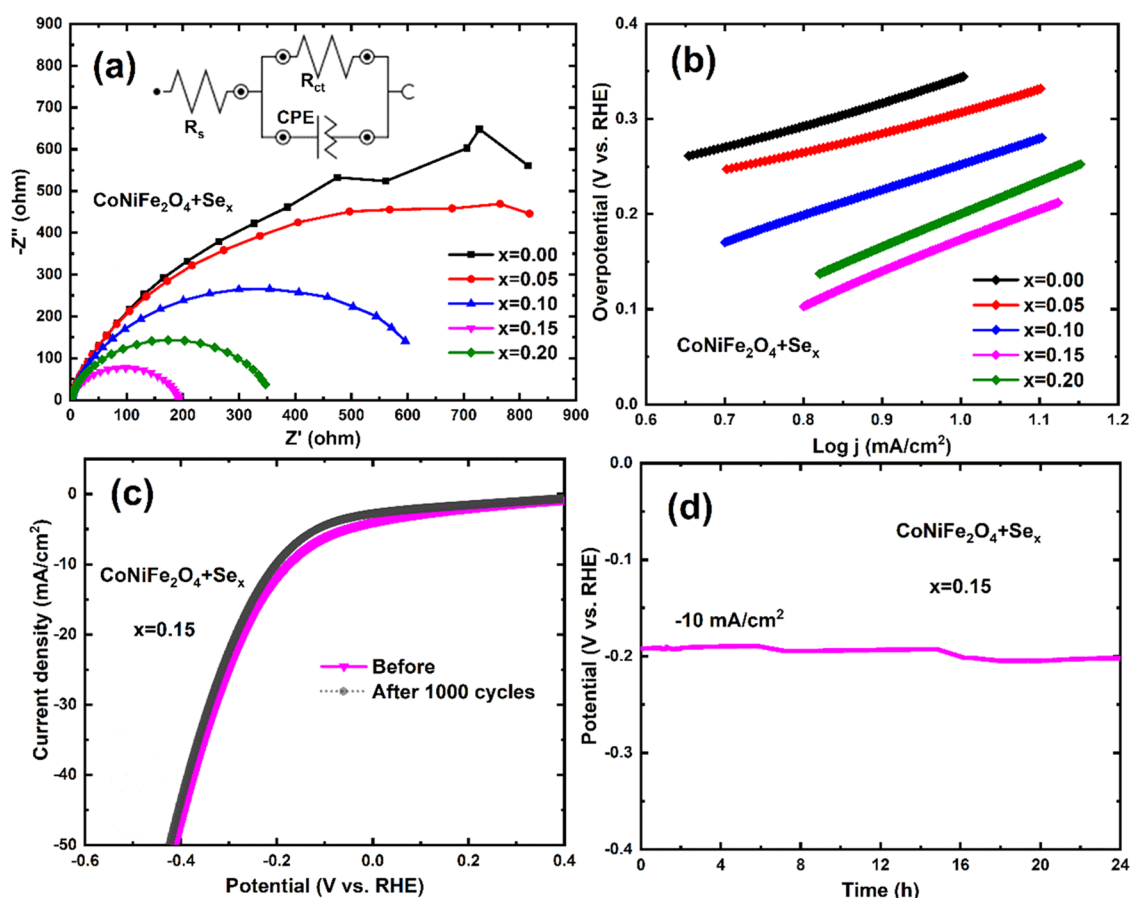 (a)
R_ct
R_s
CPE
CoNiFe₂O₄+Se_x
x=0.00
x=0.05
x=0.10
x=0.15
x=0.20
-Z'' (ohm)
900
800
700
600
500
400
300
200
100
0
0 100 200 300 400 500 600 700 800 900
Z' (ohm)
(b)
Overpotential (V vs. RHE)
0.4
0.3
0.2
0.1
0.0
x=0.00
x=0.05
x=0.10
x=0.15
x=0.20
CoNiFe₂O₄+Se_x
0.6 0.7 0.8 0.9 1.0 1.1 1.2
Log j (mA/cm²)
(c)
Current density (mA/cm²)
0
-10
-20
-30
-40
-50
CoNiFe₂O₄+Se_x
x=0.15
Before
After 1000 cycles
-0.6 -0.4 -0.2 0.0 0.2 0.4
Potential (V vs. RHE)
(d)
Potential (V vs. RHE)
0.0
-0.1
-0.2
-0.3
-0.4
CoNiFe₂O₄+Se_x
x=0.15
-10 mA/cm²
0 4 8 12 16 20 24
Time (h)